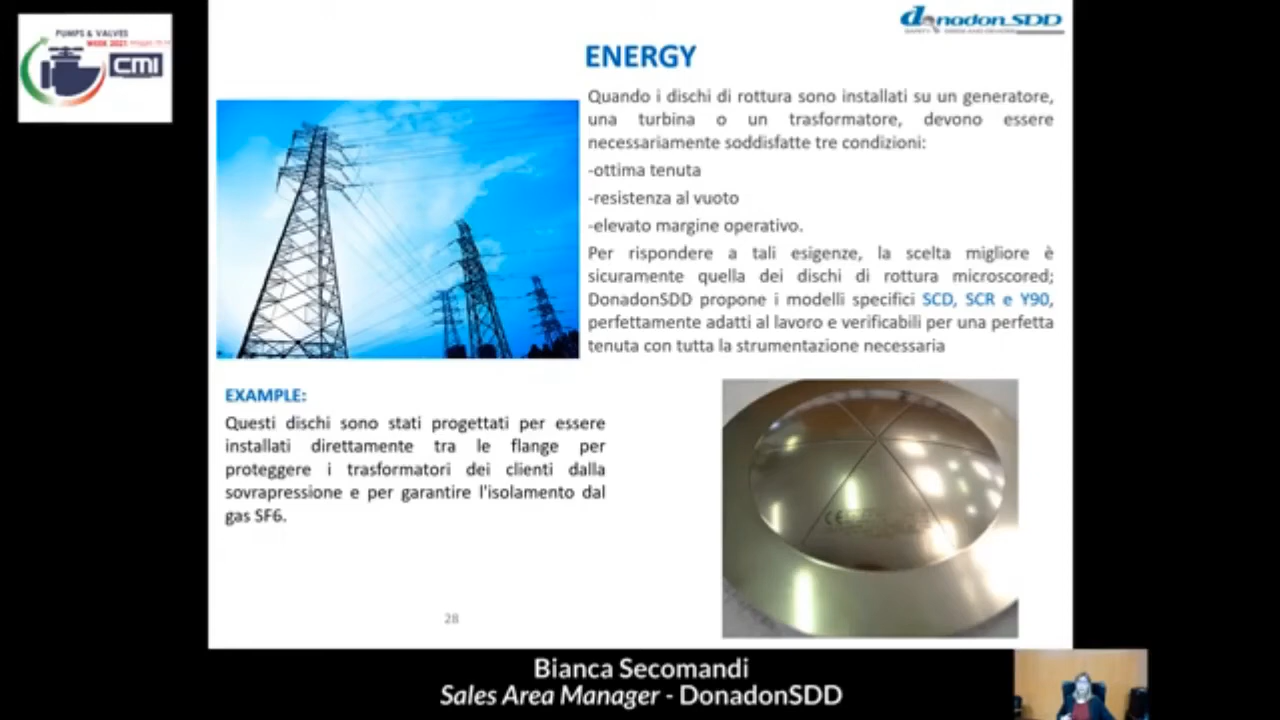 PUMPS & VALVES
WEEK 2021
CMI
donadon SDD
ENERGY
Quando i dischi di rottura sono installati su un generatore,
una turbina o un trasformatore, devono essere
necessariamente soddisfatte tre condizioni:
-ottima tenuta
-resistenza al vuoto
-elevato margine operativo.
Per rispondere a tali esigenze, la scelta migliore è
sicuramente quella dei dischi di rottura microscored;
DonadonSDD propone i modelli specifici SCD, SCR e Y90,
perfettamente adatti al lavoro e verificabili per una perfetta
tenuta con tutta la strumentazione necessaria
EXAMPLE:
Questi dischi sono stati progettati per essere
installati direttamente tra le flange per
proteggere i trasformatori dei clienti dalla
sovrapressione e per garantire l'isolamento dal
gas SF6.
CE
28
Bianca Secomandi
Sales Area Manager - DonadonSDD